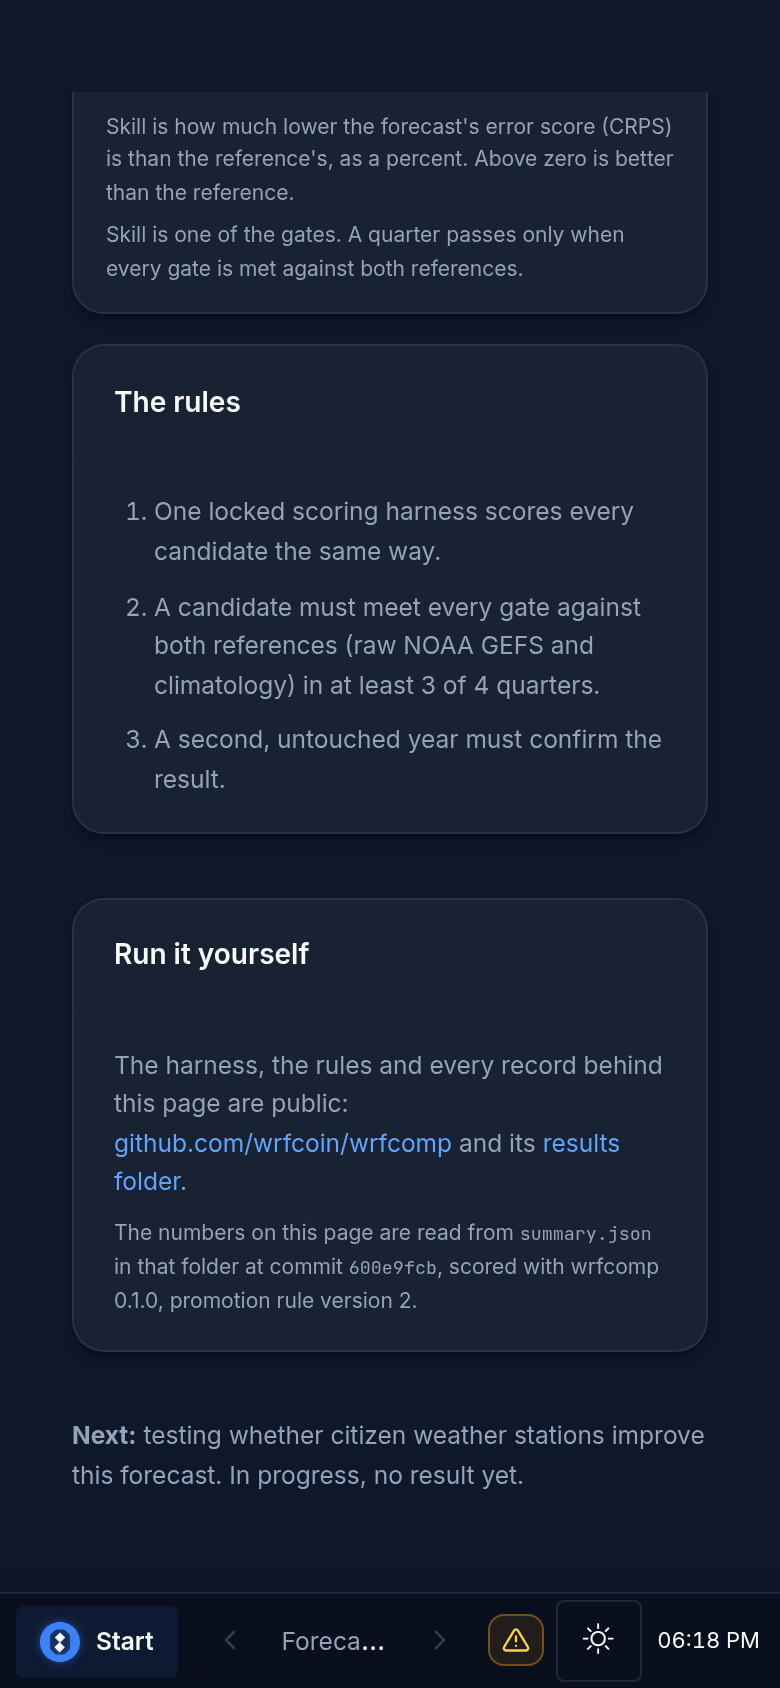 Skill is how much lower the forecast's error score (CRPS)
is than the reference's, as a percent. Above zero is better
than the reference.
Skill is one of the gates. A quarter passes only when
every gate is met against both references.
The rules
1. One locked scoring harness scores every
candidate the same way.
2. A candidate must meet every gate against
both references (raw NOAA GEFS and
climatology) in at least 3 of 4 quarters.
3. A second, untouched year must confirm the
result.
Run it yourself
The harness, the rules and every record behind
this page are public:
github.com/wrfcoin/wrfcomp and its results
folder.
The numbers on this page are read from summary.json
in that folder at commit 600e9fcb, scored with wrfcomp
0.1.0, promotion rule version 2.
Next: testing whether citizen weather stations improve
this forecast. In progress, no result yet.
Start
Foreca...
06:18 PM